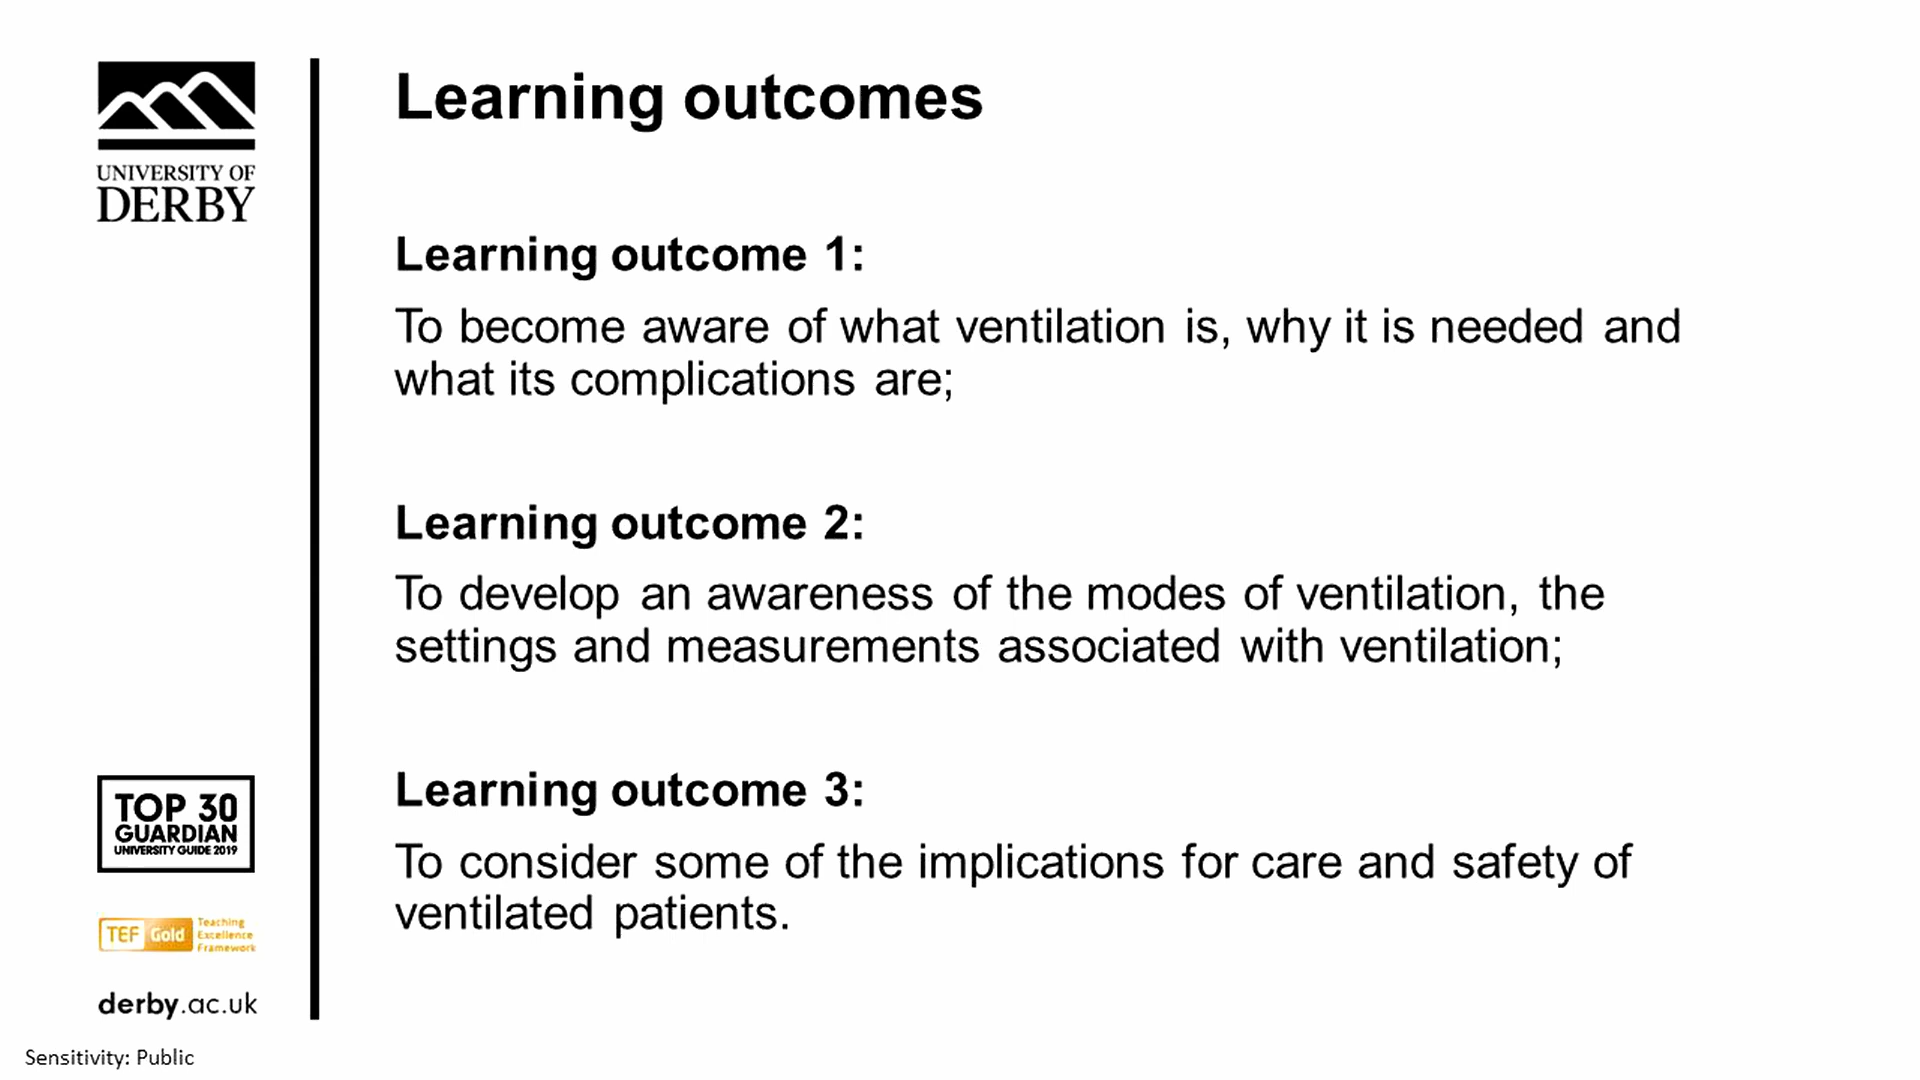 UNIVERSITY OF
DERBY
Learning outcomes
Learning outcome 1:
To become aware of what ventilation is, why it is needed and
what its complications are;
Learning outcome 2:
To develop an awareness of the modes of ventilation, the
settings and measurements associated with ventilation;
Learning outcome 3:
To consider some of the implications for care and safety of
ventilated patients.
TOP 30
GUARDIAN
UNIVERSITY GUIDE 2019
TEF Gold
Teaching
Excellence
Framework
derby.ac.uk
Sensitivity: Public